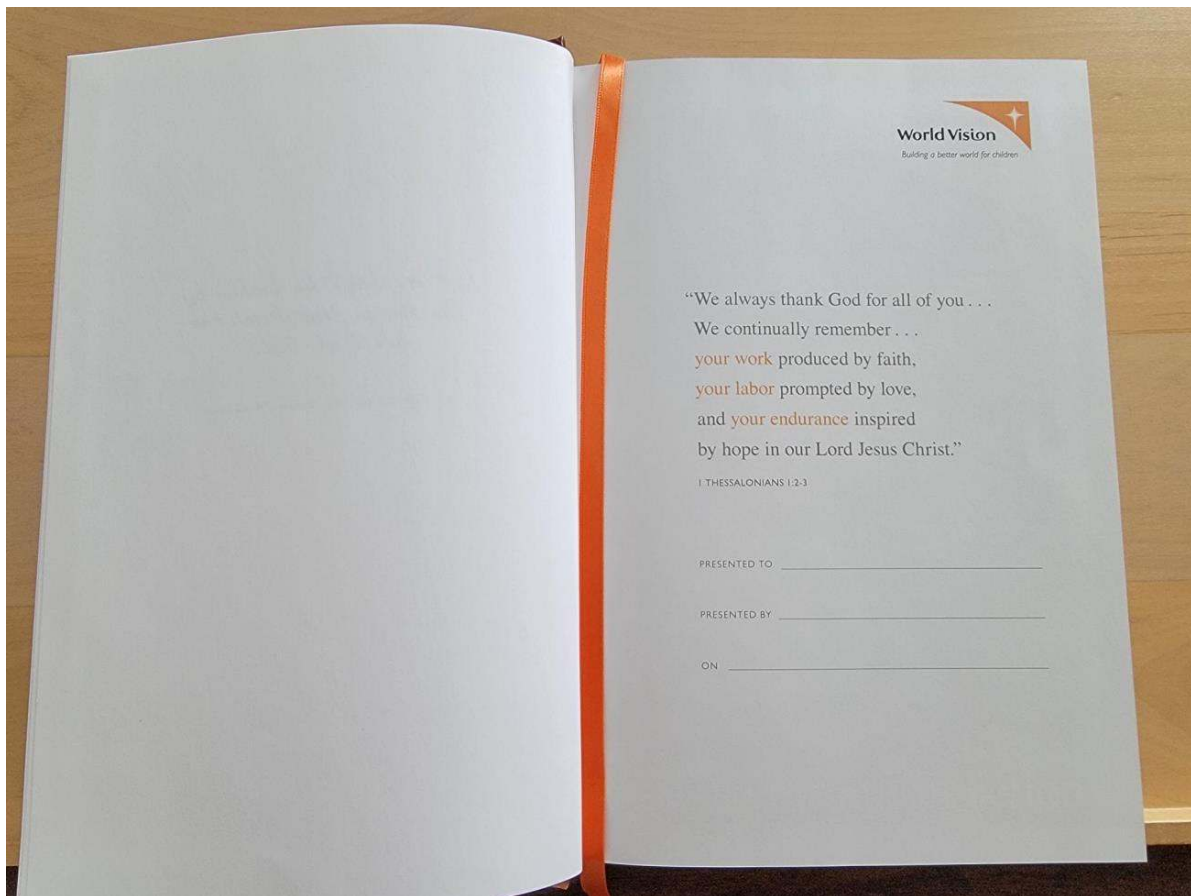 World Vision
Building a better world for children
“We always thank God for all of you . . .
We continually remember . . .
your work produced by faith,
your labor prompted by love,
and your endurance inspired
by hope in our Lord Jesus Christ.”
1 THESSALONIANS 1:2-3
PRESENTED TO
PRESENTED BY
ON